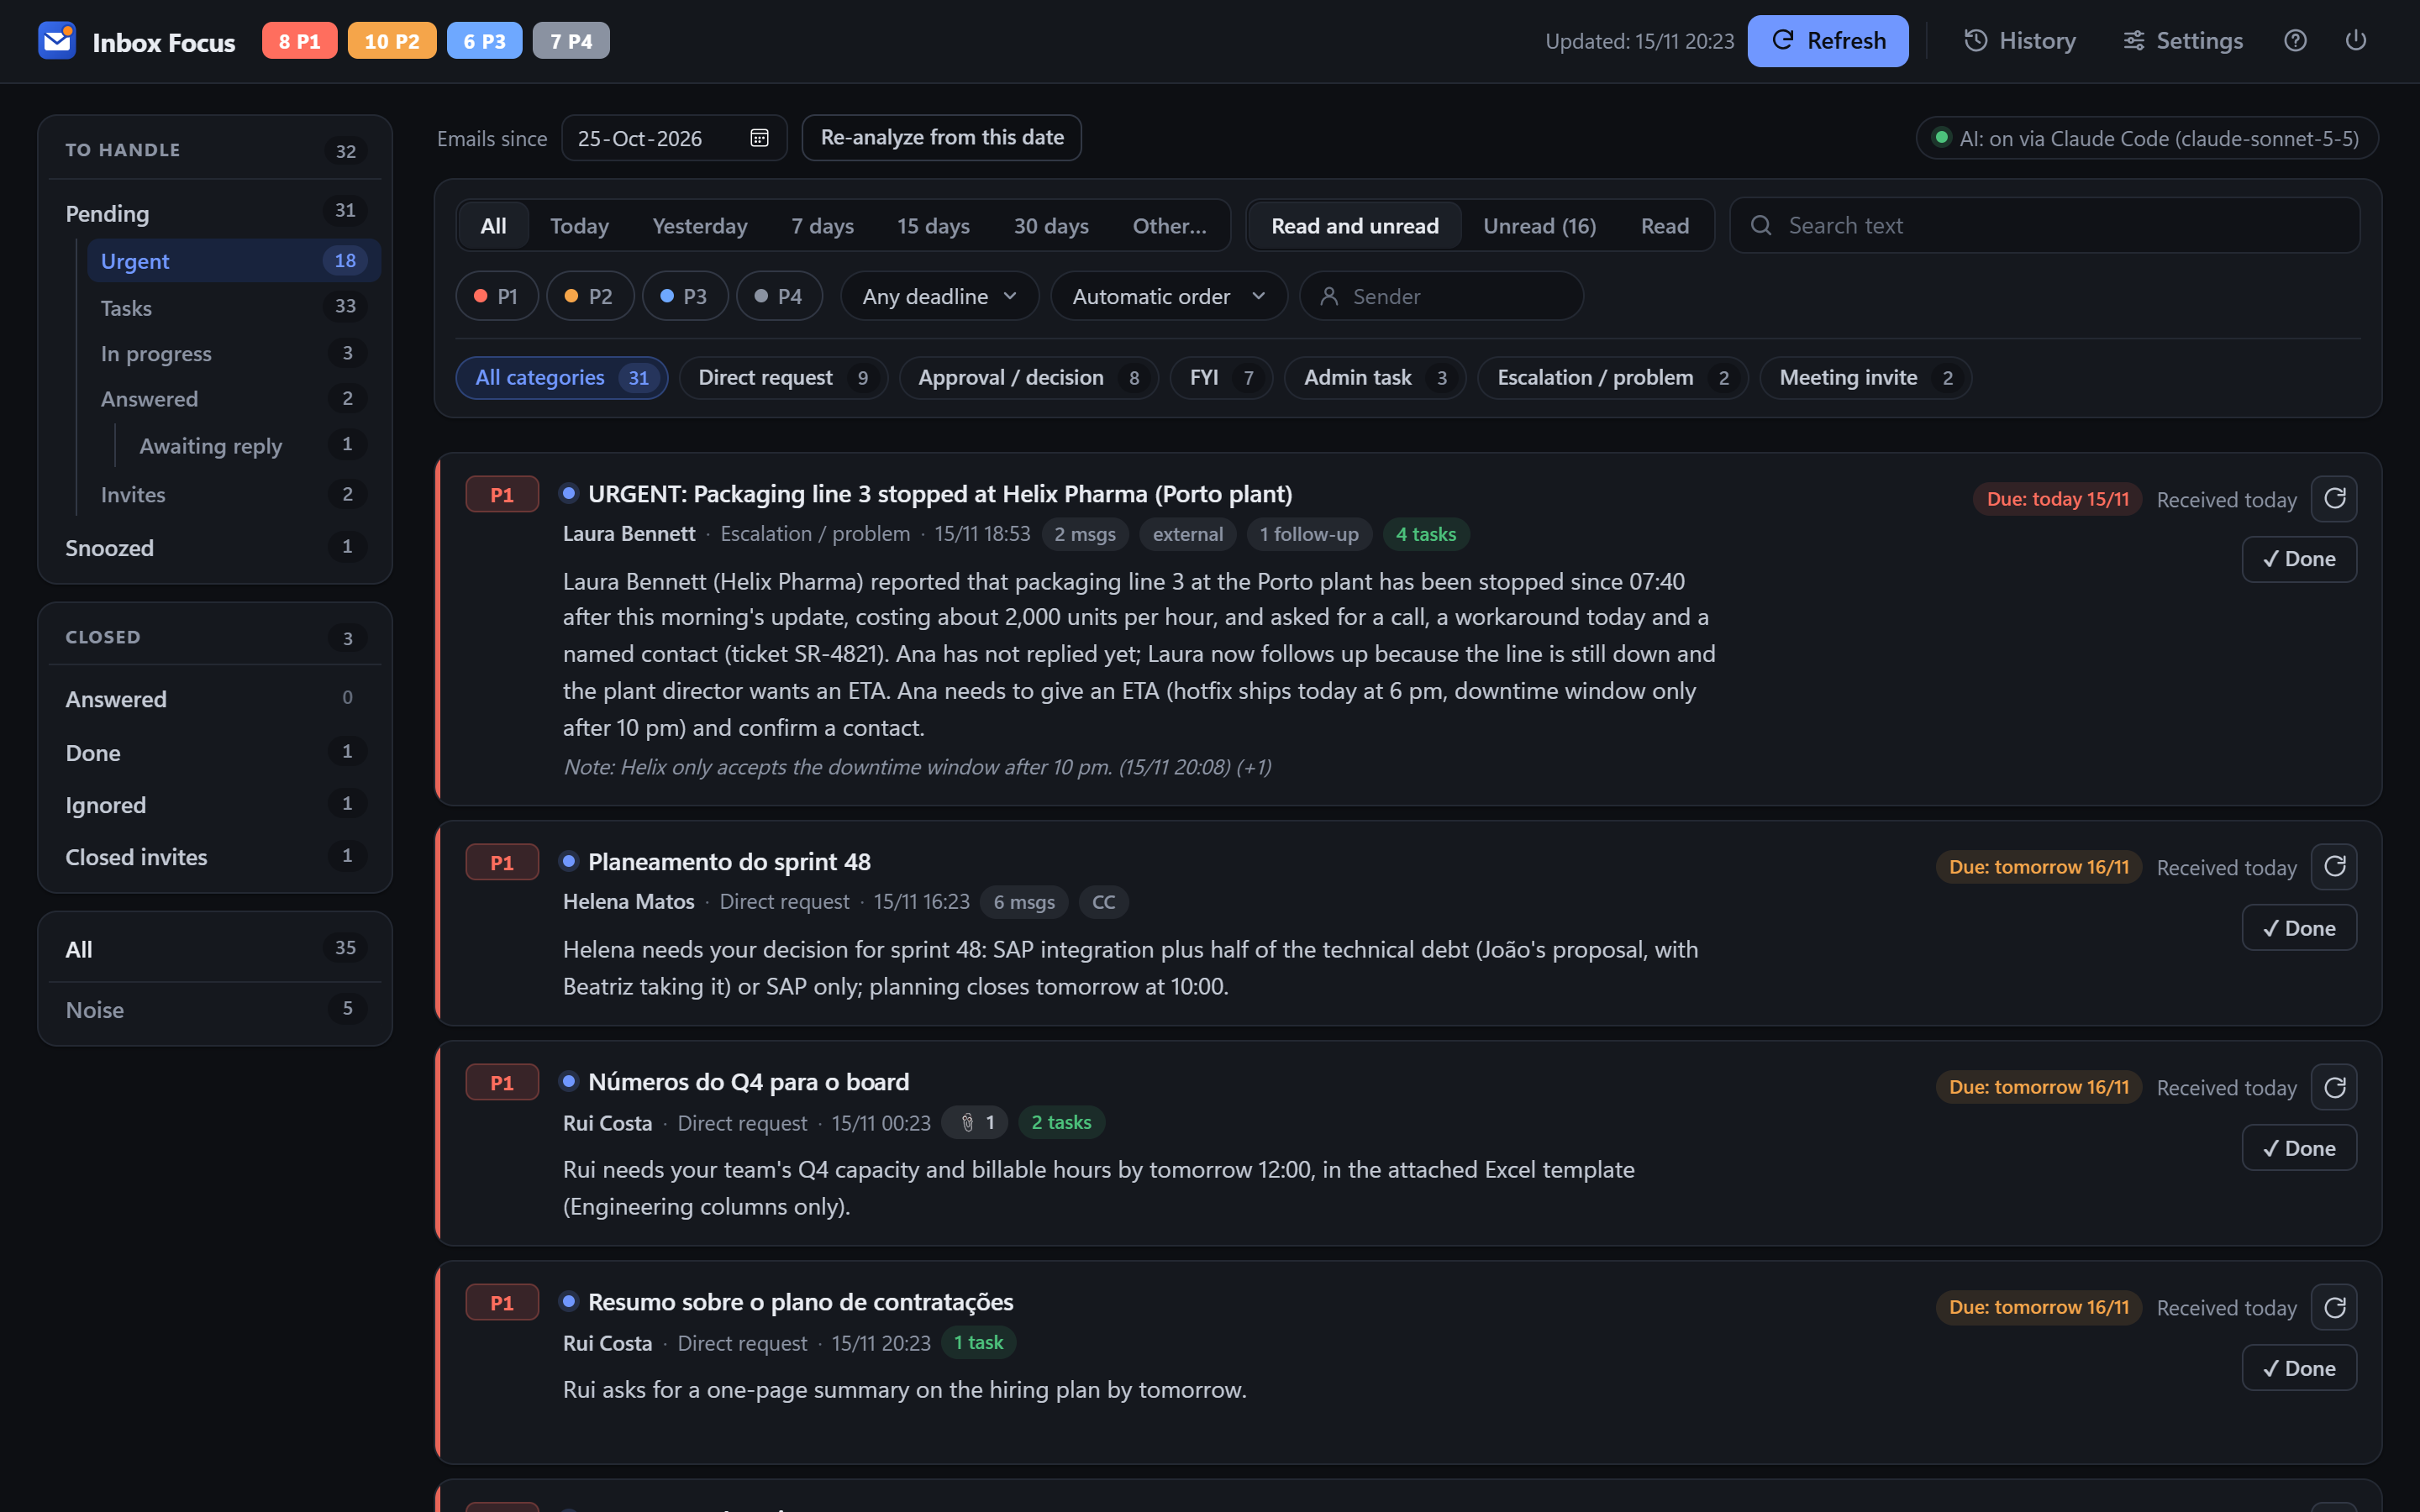 Inbox Focus 8 P1 10 P2 6 P3 7 P4 Updated: 15/11 20:23 Refresh History Settings
TO HANDLE 32
Pending 31
Urgent 18
Tasks 33
In progress 3
Answered 2
Awaiting reply 1
Invites 2
Snoozed 1
CLOSED 3
Answered 0
Done 1
Ignored 1
Closed invites 1
All 35
Noise 5
Emails since 25-Oct-2026 Re-analyze from this date AI: on via Claude Code (claude-sonnet-5-5)
All Today Yesterday 7 days 15 days 30 days Other... Read and unread Unread (16) Read Search text
P1 P2 P3 P4 Any deadline Automatic order Sender
All categories 31 Direct request 9 Approval / decision 8 FYI 7 Admin task 3 Escalation / problem 2 Meeting invite 2
P1 URGENT: Packaging line 3 stopped at Helix Pharma (Porto plant) Due: today 15/11 Received today
Laura Bennett · Escalation / problem · 15/11 18:53 2 msgs external 1 follow-up 4 tasks
✓ Done
Laura Bennett (Helix Pharma) reported that packaging line 3 at the Porto plant has been stopped since 07:40
after this morning's update, costing about 2,000 units per hour, and asked for a call, a workaround today and a
named contact (ticket SR-4821). Ana has not replied yet; Laura now follows up because the line is still down and
the plant director wants an ETA. Ana needs to give an ETA (hotfix ships today at 6 pm, downtime window only
after 10 pm) and confirm a contact.
Note: Helix only accepts the downtime window after 10 pm. (15/11 20:08) (+1)
P1 Planeamento do sprint 48 Due: tomorrow 16/11 Received today
Helena Matos · Direct request · 15/11 16:23 6 msgs CC
✓ Done
Helena needs your decision for sprint 48: SAP integration plus half of the technical debt (João's proposal, with
Beatriz taking it) or SAP only; planning closes tomorrow at 10:00.
P1 Números do Q4 para o board Due: tomorrow 16/11 Received today
Rui Costa · Direct request · 15/11 00:23 1 2 tasks
✓ Done
Rui needs your team's Q4 capacity and billable hours by tomorrow 12:00, in the attached Excel template
(Engineering columns only).
P1 Resumo sobre o plano de contratações Due: tomorrow 16/11 Received today
Rui Costa · Direct request · 15/11 20:23 1 task
✓ Done
Rui asks for a one-page summary on the hiring plan by tomorrow.